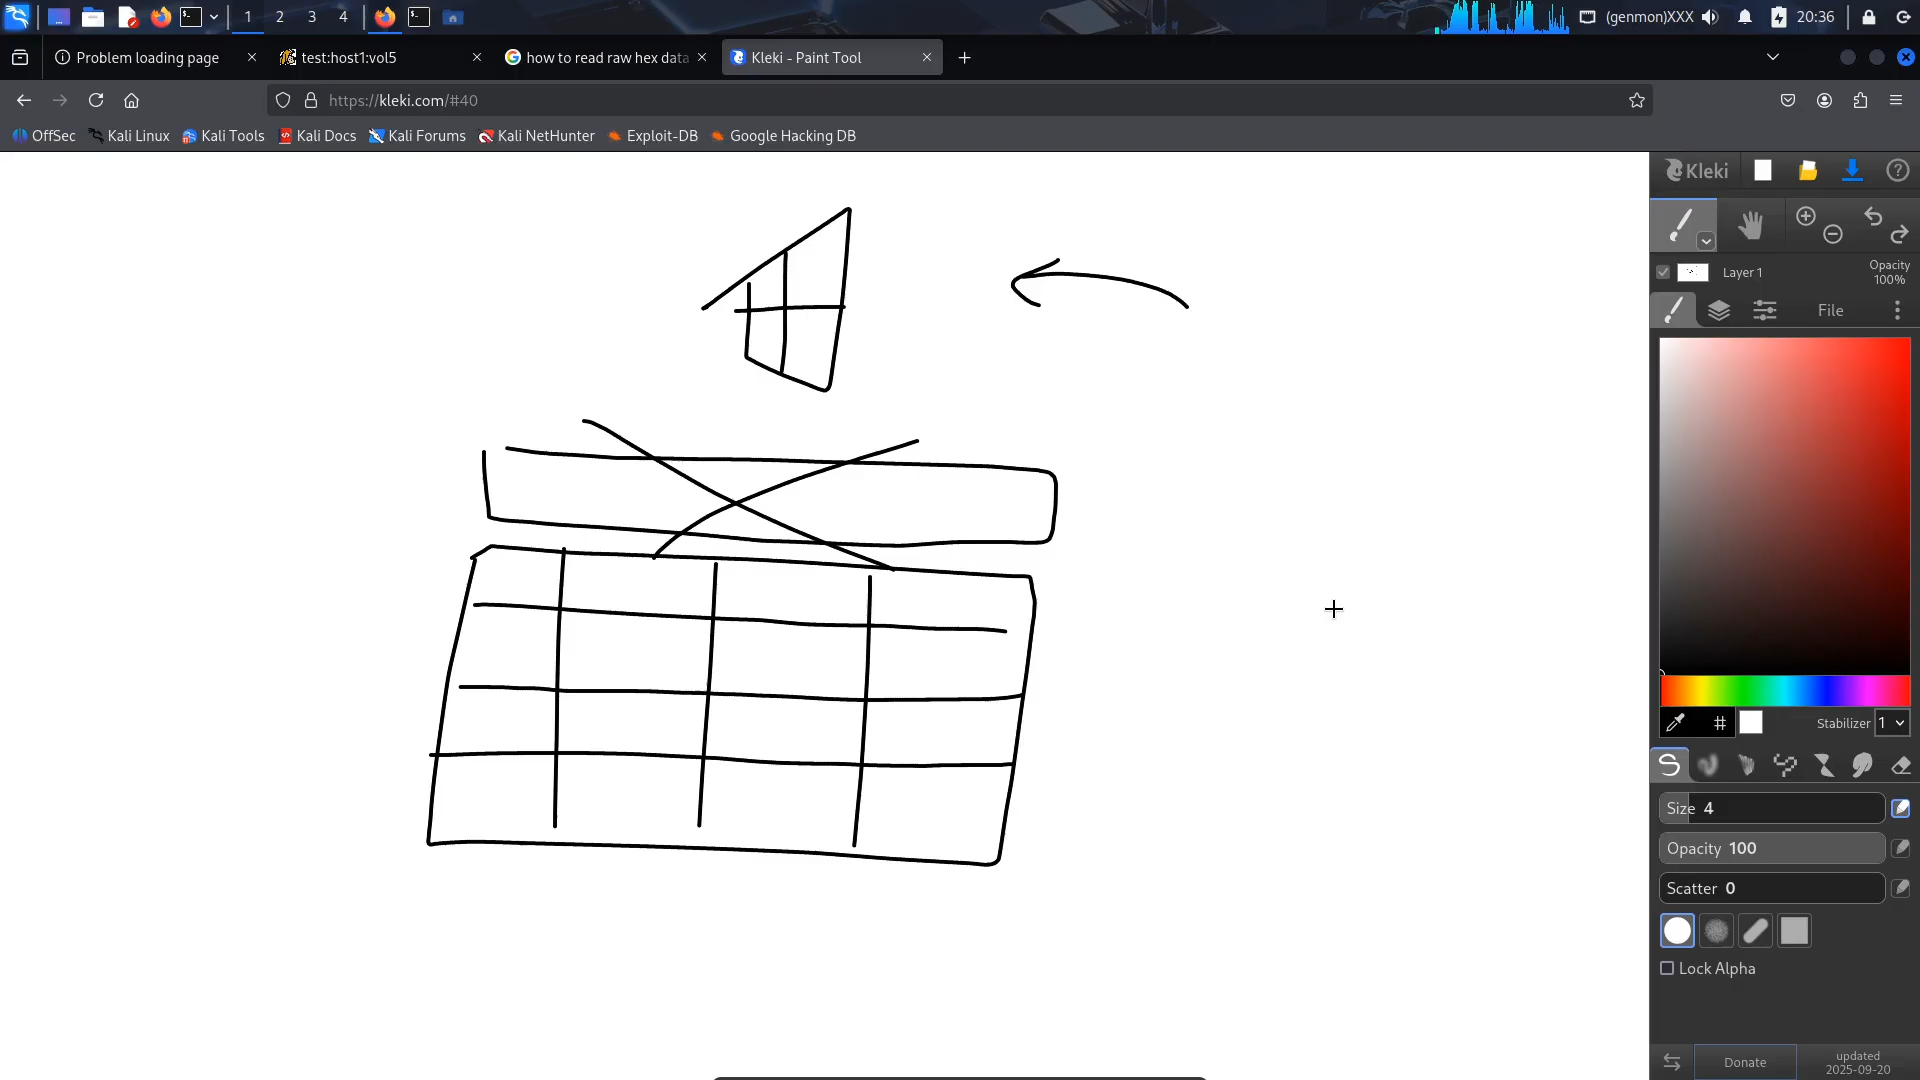 1 2 3 4 (genmon)XXX 20:36
Problem loading page test:host1:vol5 how to read raw hex data Kleki - Paint Tool
https://kleki.com/#40
OffSec Kali Linux Kali Tools Kali Docs Kali Forums Kali NetHunter Exploit-DB Google Hacking DB
Kleki
Layer 1 Opacity
100%
File
# Stabilizer 1
Size 4
Opacity 100
Scatter 0
Lock Alpha
Donate updated
2025-09-20